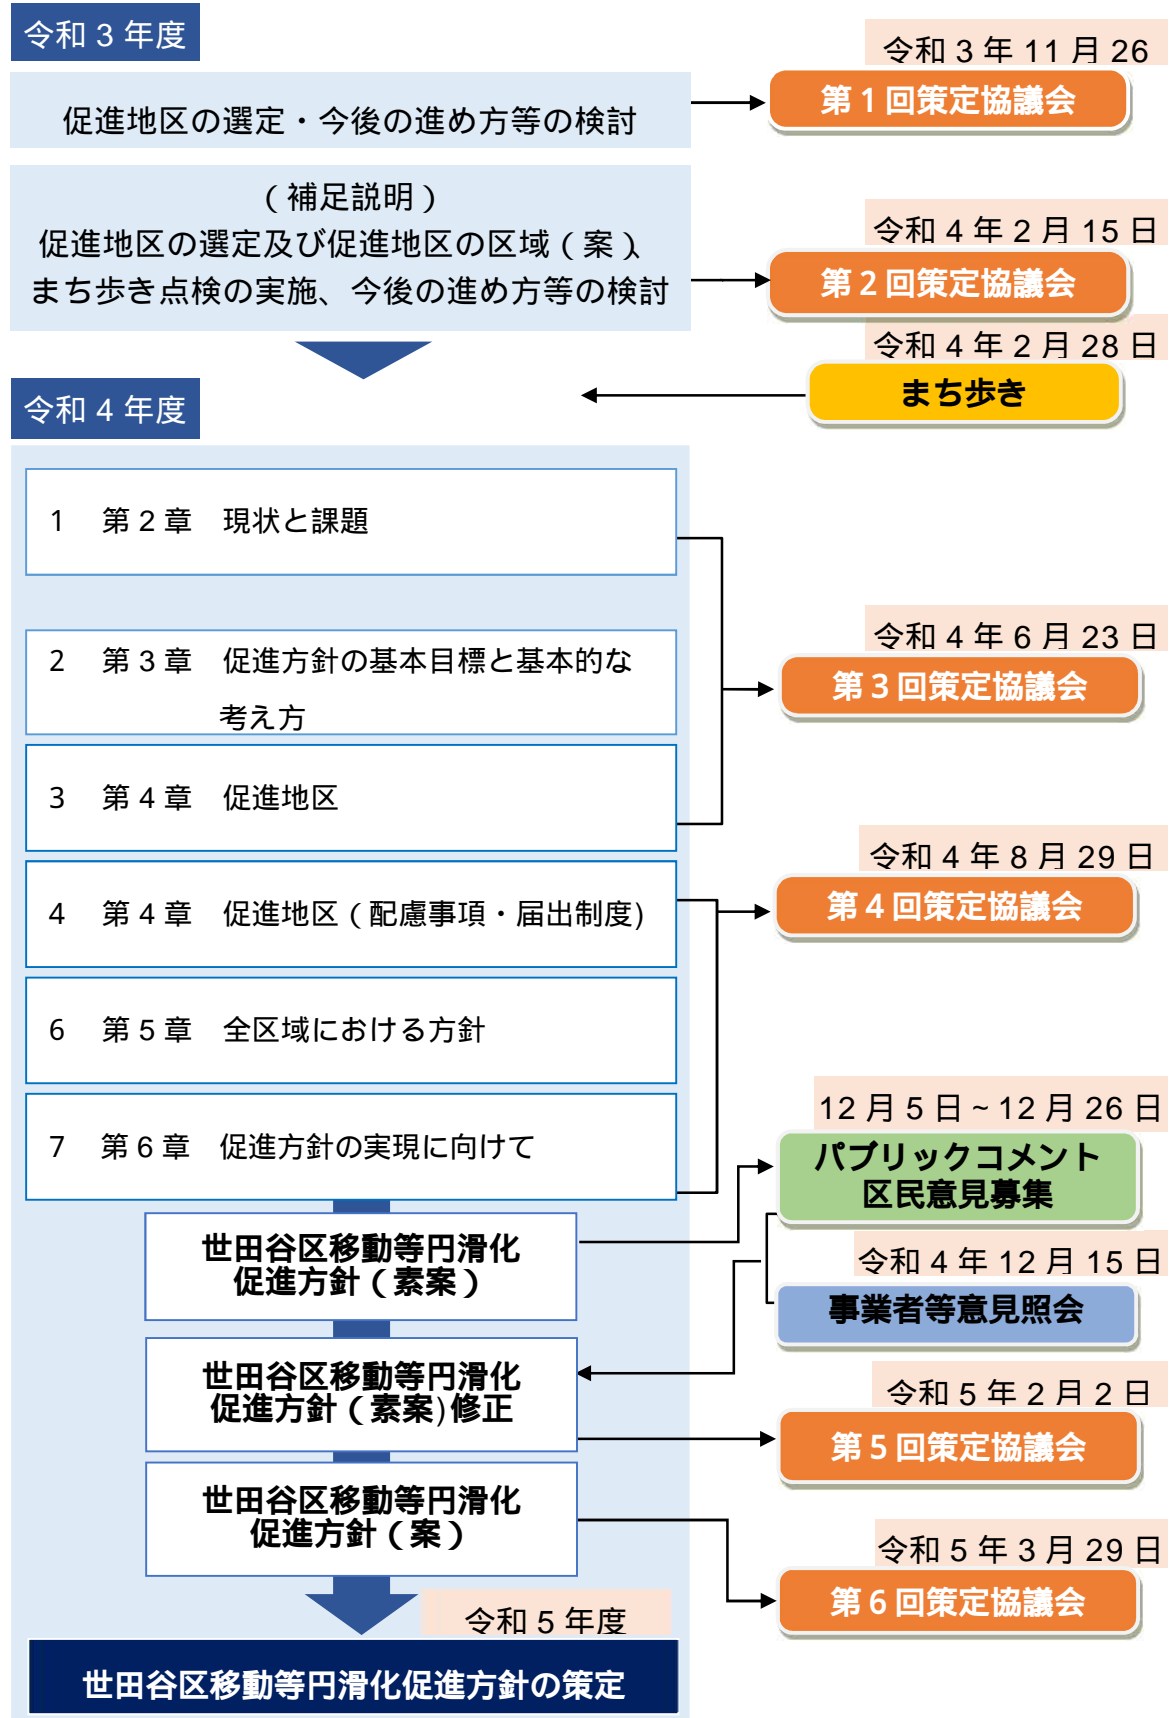 令和３年度
令和３年11月26
促進地区の選定・今後の進め方等の検討
第１回策定協議会
（補足説明）
促進地区の選定及び促進地区の区域（案）、
まち歩き点検の実施、今後の進め方等の検討
令和４年２月15日
第２回策定協議会
令和４年２月28日
まち歩き
令和４年度
1　第２章　現状と課題
2　第３章　促進方針の基本目標と基本的な
考え方
令和４年６月23日
第３回策定協議会
3　第４章　促進地区
4　第４章　促進地区（配慮事項・届出制度)
令和４年８月29日
第４回策定協議会
6　第５章　全区域における方針
7　第６章　促進方針の実現に向けて
12月５日~12月26日
パブリックコメント
区民意見募集
世田谷区移動等円滑化
促進方針（素案）
令和４年12月15日
事業者等意見照会
世田谷区移動等円滑化
促進方針（素案)修正
令和５年２月２日
第５回策定協議会
世田谷区移動等円滑化
促進方針（案）
令和５年３月29日
第６回策定協議会
令和５年度
世田谷区移動等円滑化促進方針の策定